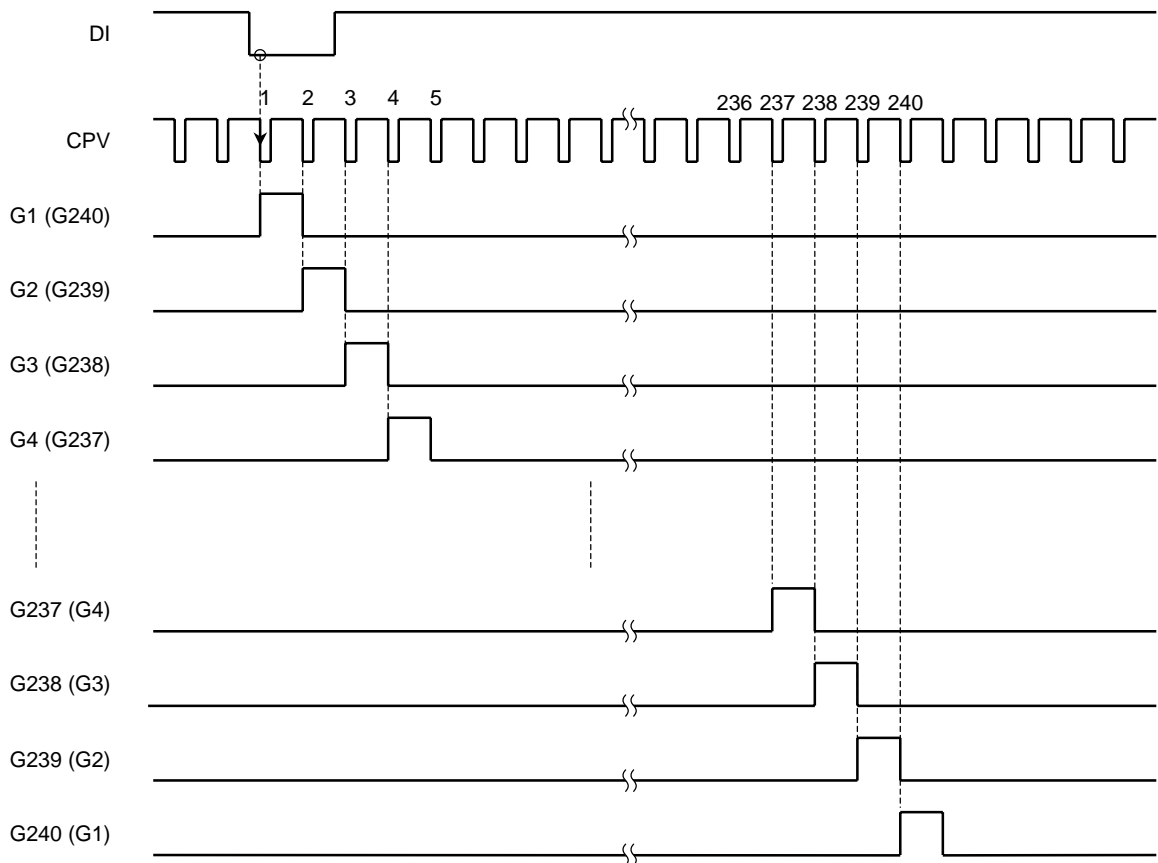 DI
1 2 3 4 5 236 237 238 239 240
CPV
G1 (G240)
G2 (G239)
G3 (G238)
G4 (G237)
G237 (G4)
G238 (G3)
G239 (G2)
G240 (G1)